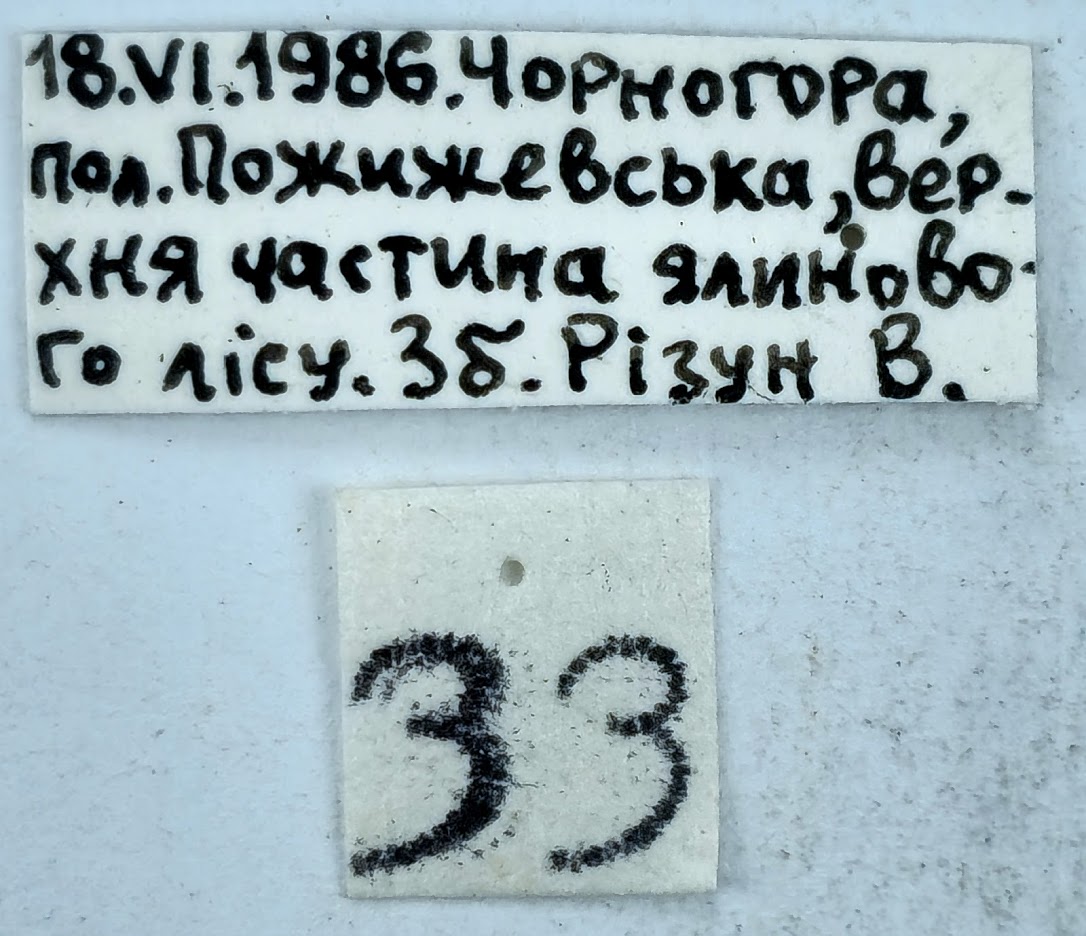 18.VI.1986. Чорногора,
пол. Пожижевська, вер-
хня частина ялиново-
го лісу. Зб. Різун В.
33